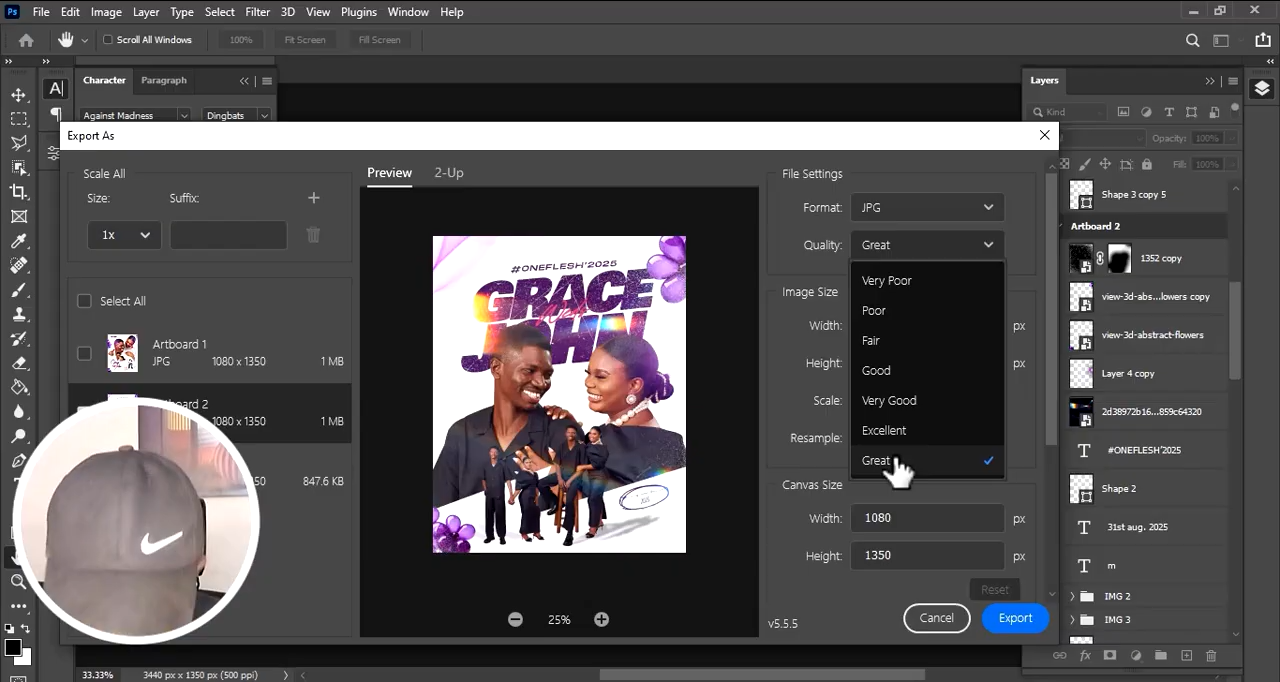 Ps File Edit Image Layer Type Select Filter 3D View Plugins Window Help
Scroll All Windows 100% Fit Screen Fill Screen
Character Paragraph
Against Madness Dingbats
Layers
Kind
Opacity: 100%
Fill: 100%
Shape 3 copy 5
Artboard 2
1352 copy
view-3d-abs...lowers copy
view-3d-abstract-flowers
Layer 4 copy
2d38972b16...859c64320
#ONEFLESH'2025
Shape 2
31st aug. 2025
m
IMG 2
IMG 3
Export As
Scale All
Size: Suffix:
1x
Select All
Artboard 1
JPG 1080 x 1350 1 MB
board 2
1080 x 1350 1 MB
50 847.6 KB
Preview 2-Up
#ONEFLESH'2025
GRACE
JOHN
25%
File Settings
Format: JPG
Quality: Great
Very Poor
Poor
Fair
Good
Very Good
Excellent
Great
Image Size
Width: px
Height: px
Scale:
Resample:
Canvas Size
Width: 1080 px
Height: 1350 px
Reset
v5.5.5 Cancel Export
33.33% 3440 px x 1350 px (500 ppi)